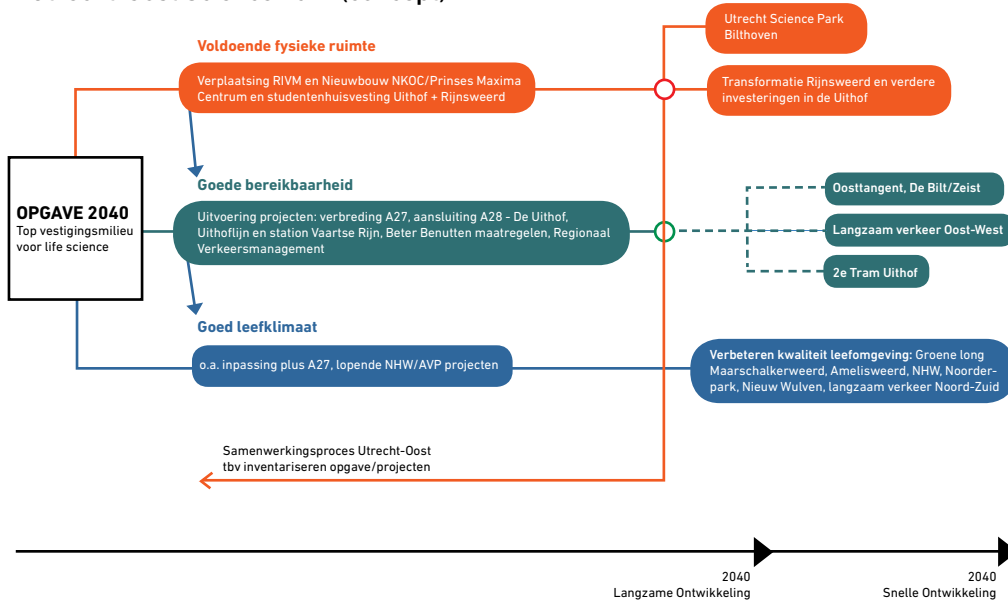 Voldoende fysieke ruimte
Verplaatsing RIVM en Nieuwbouw NKOC/Prinses Maxima
Centrum en studentenhuisvesting Uithof + Rijnsweerd
Utrecht Science Park
Bilthoven
Transformatie Rijnsweerd en verdere
investeringen in de Uithof
OPGAVE 2040
Top vestigingsmilieu
voor life science
Goede bereikbaarheid
Uitvoering projecten: verbreding A27, aansluiting A28 - De Uithof,
Uithoflijn en station Vaartse Rijn, Beter Benutten maatregelen, Regionaal
Verkeersmanagement
Oosttangent, De Bilt/Zeist
Langzaam verkeer Oost-West
2e Tram Uithof
Goed leefklimaat
o.a. inpassing plus A27, lopende NHW/AVP projecten
Verbeteren kwaliteit leefomgeving: Groene long
Maarschalkerweerd, Amelisweerd, NHW, Noorder-
park, Nieuw Wulven, langzaam verkeer Noord-Zuid
Samenwerkingsproces Utrecht-Oost
tbv inventariseren opgave/projecten
2040
Langzame Ontwikkeling
2040
Snelle Ontwikkeling